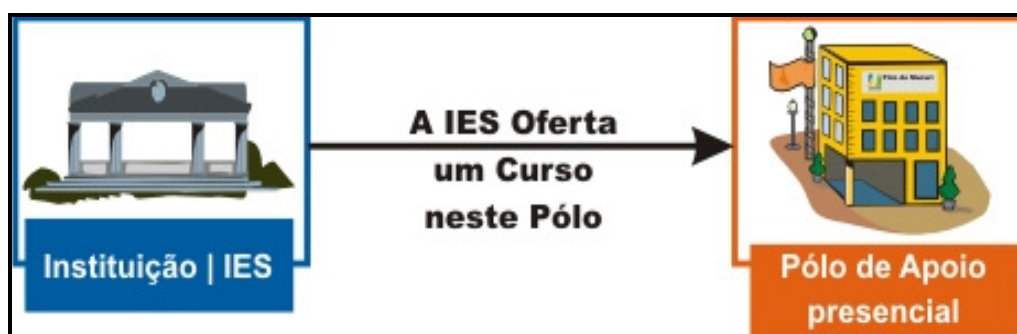 A IES Oferta
um Curso
neste Pólo
Instituição | IES
Pólo de Apoio
presencial